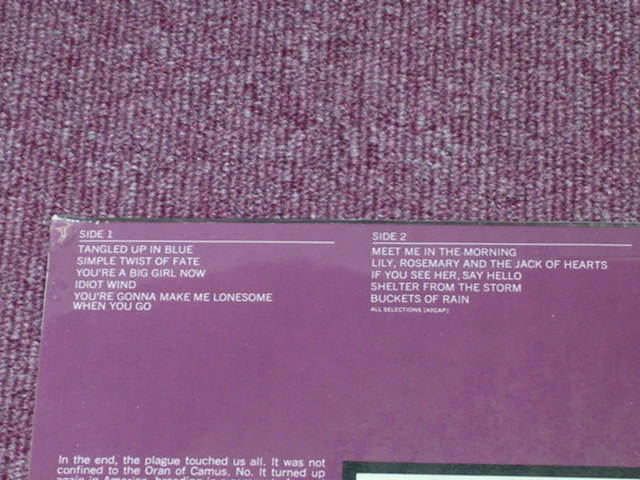 SIDE 1
TANGLED UP IN BLUE
SIMPLE TWIST OF FATE
YOU'RE A BIG GIRL NOW
IDIOT WIND
YOU'RE GONNA MAKE ME LONESOME
WHEN YOU GO
SIDE 2
MEET ME IN THE MORNING
LILY, ROSEMARY AND THE JACK OF HEARTS
IF YOU SEE HER, SAY HELLO
SHELTER FROM THE STORM
BUCKETS OF RAIN
ALL SELECTIONS (ASCAP)
In the end, the plague touched us all. It was not
confined to the Oran of Camus. No. It turned up
again in America, breeding